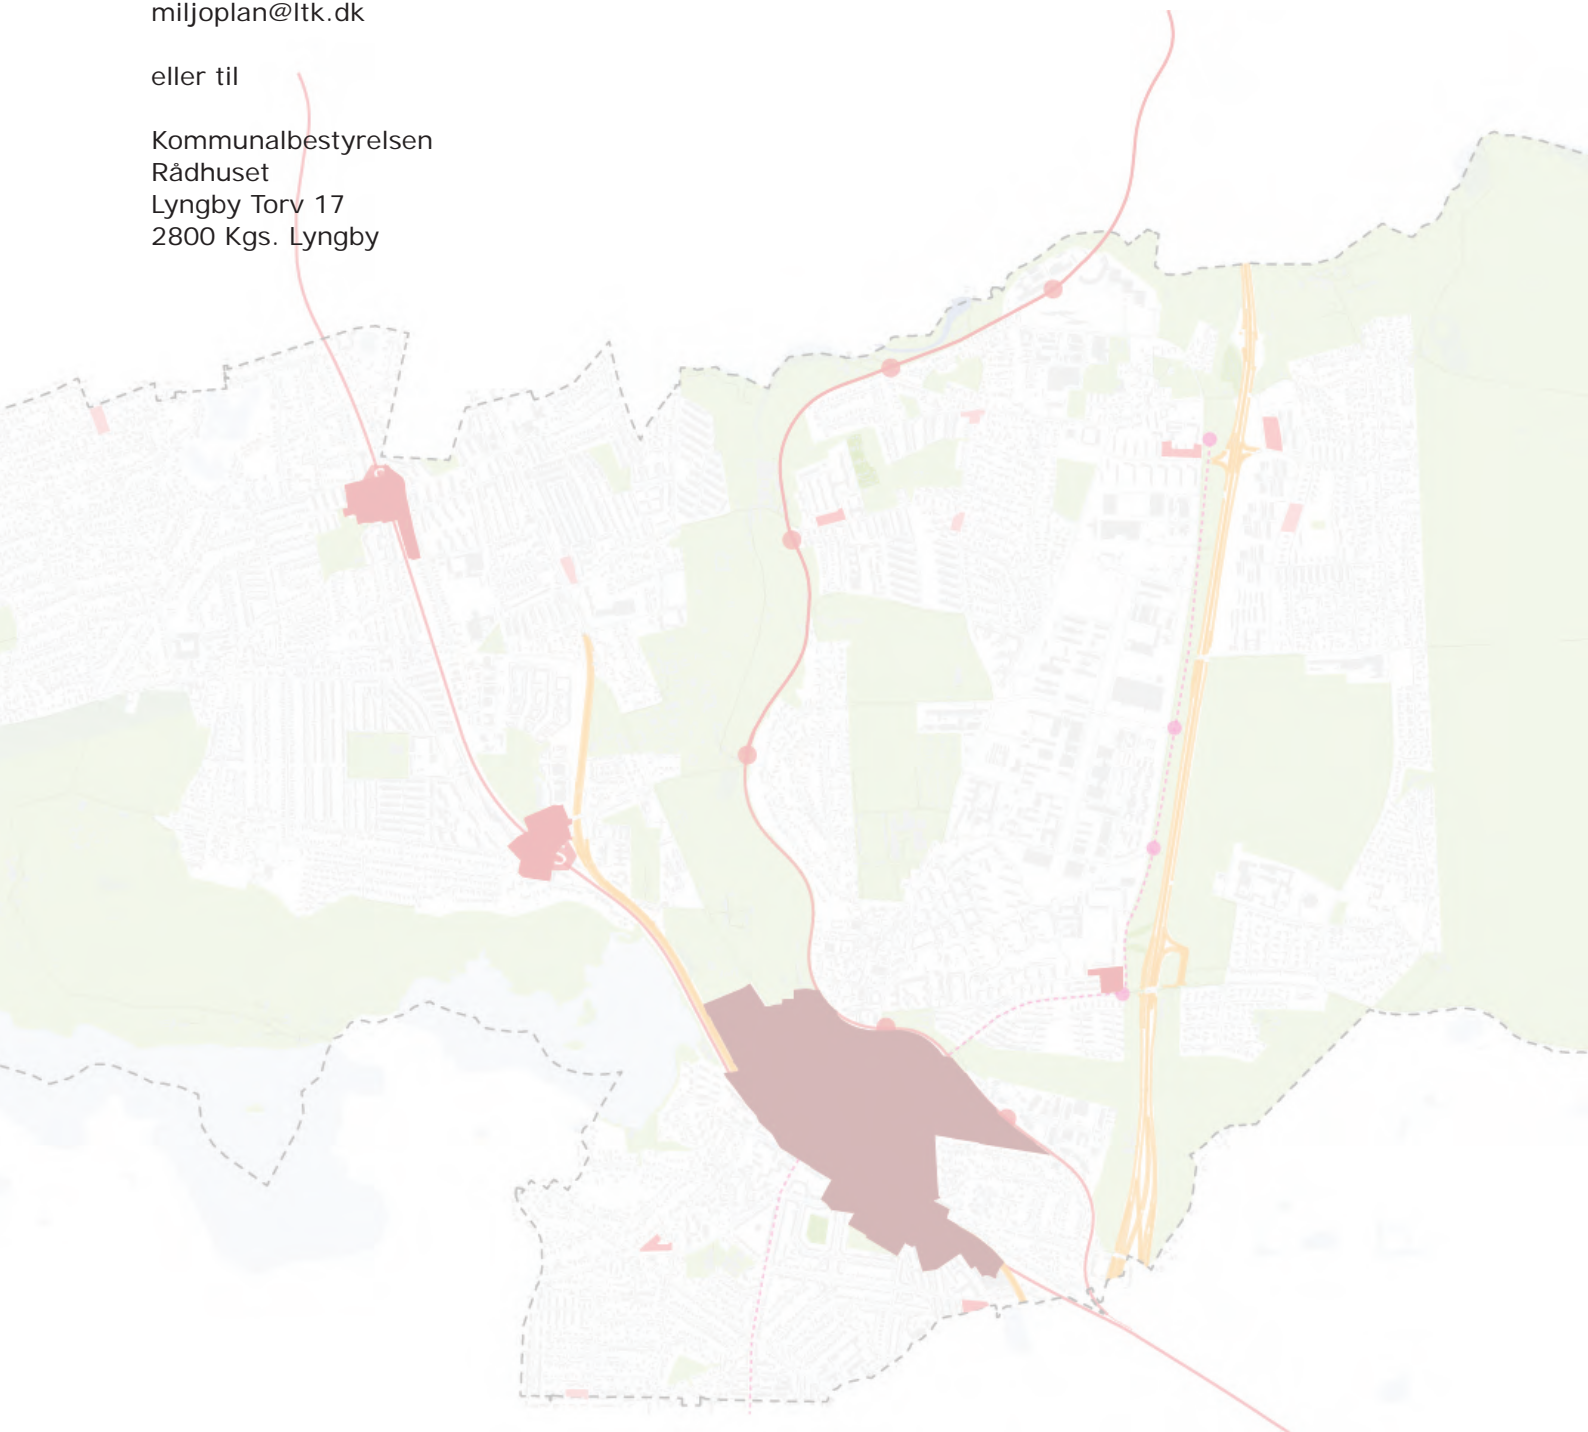 miljoplan@ltk.dk
eller til
Kommunalbestyrelsen
Rådhuset
Lyngby Torv 17
2800 Kgs. Lyngby
S